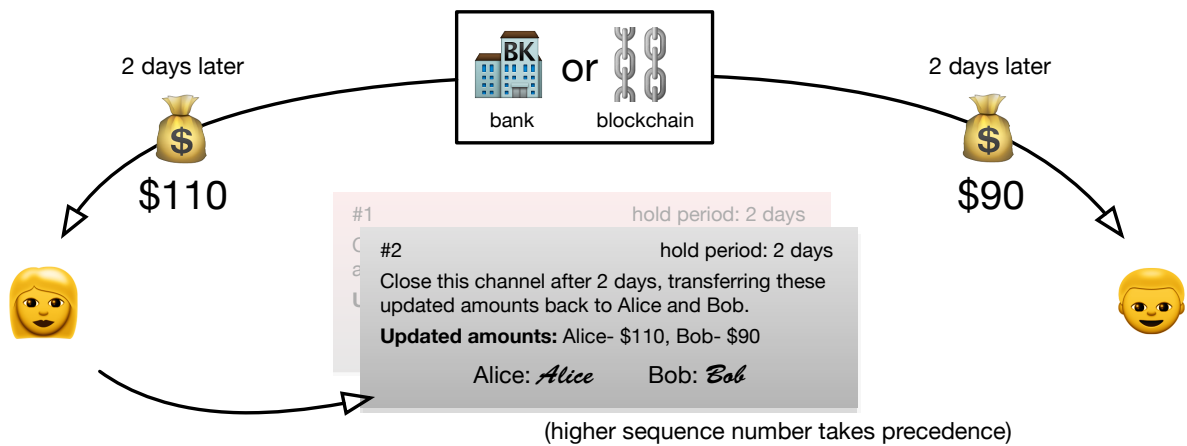 2 days later
BK
or
bank
blockchain
2 days later
$
$110
$
$90
#1
hold period: 2 days
#2
hold period: 2 days
Close this channel after 2 days, transferring these
updated amounts back to Alice and Bob.
Updated amounts: Alice- $110, Bob- $90
Alice: Alice
Bob: Bob
(higher sequence number takes precedence)